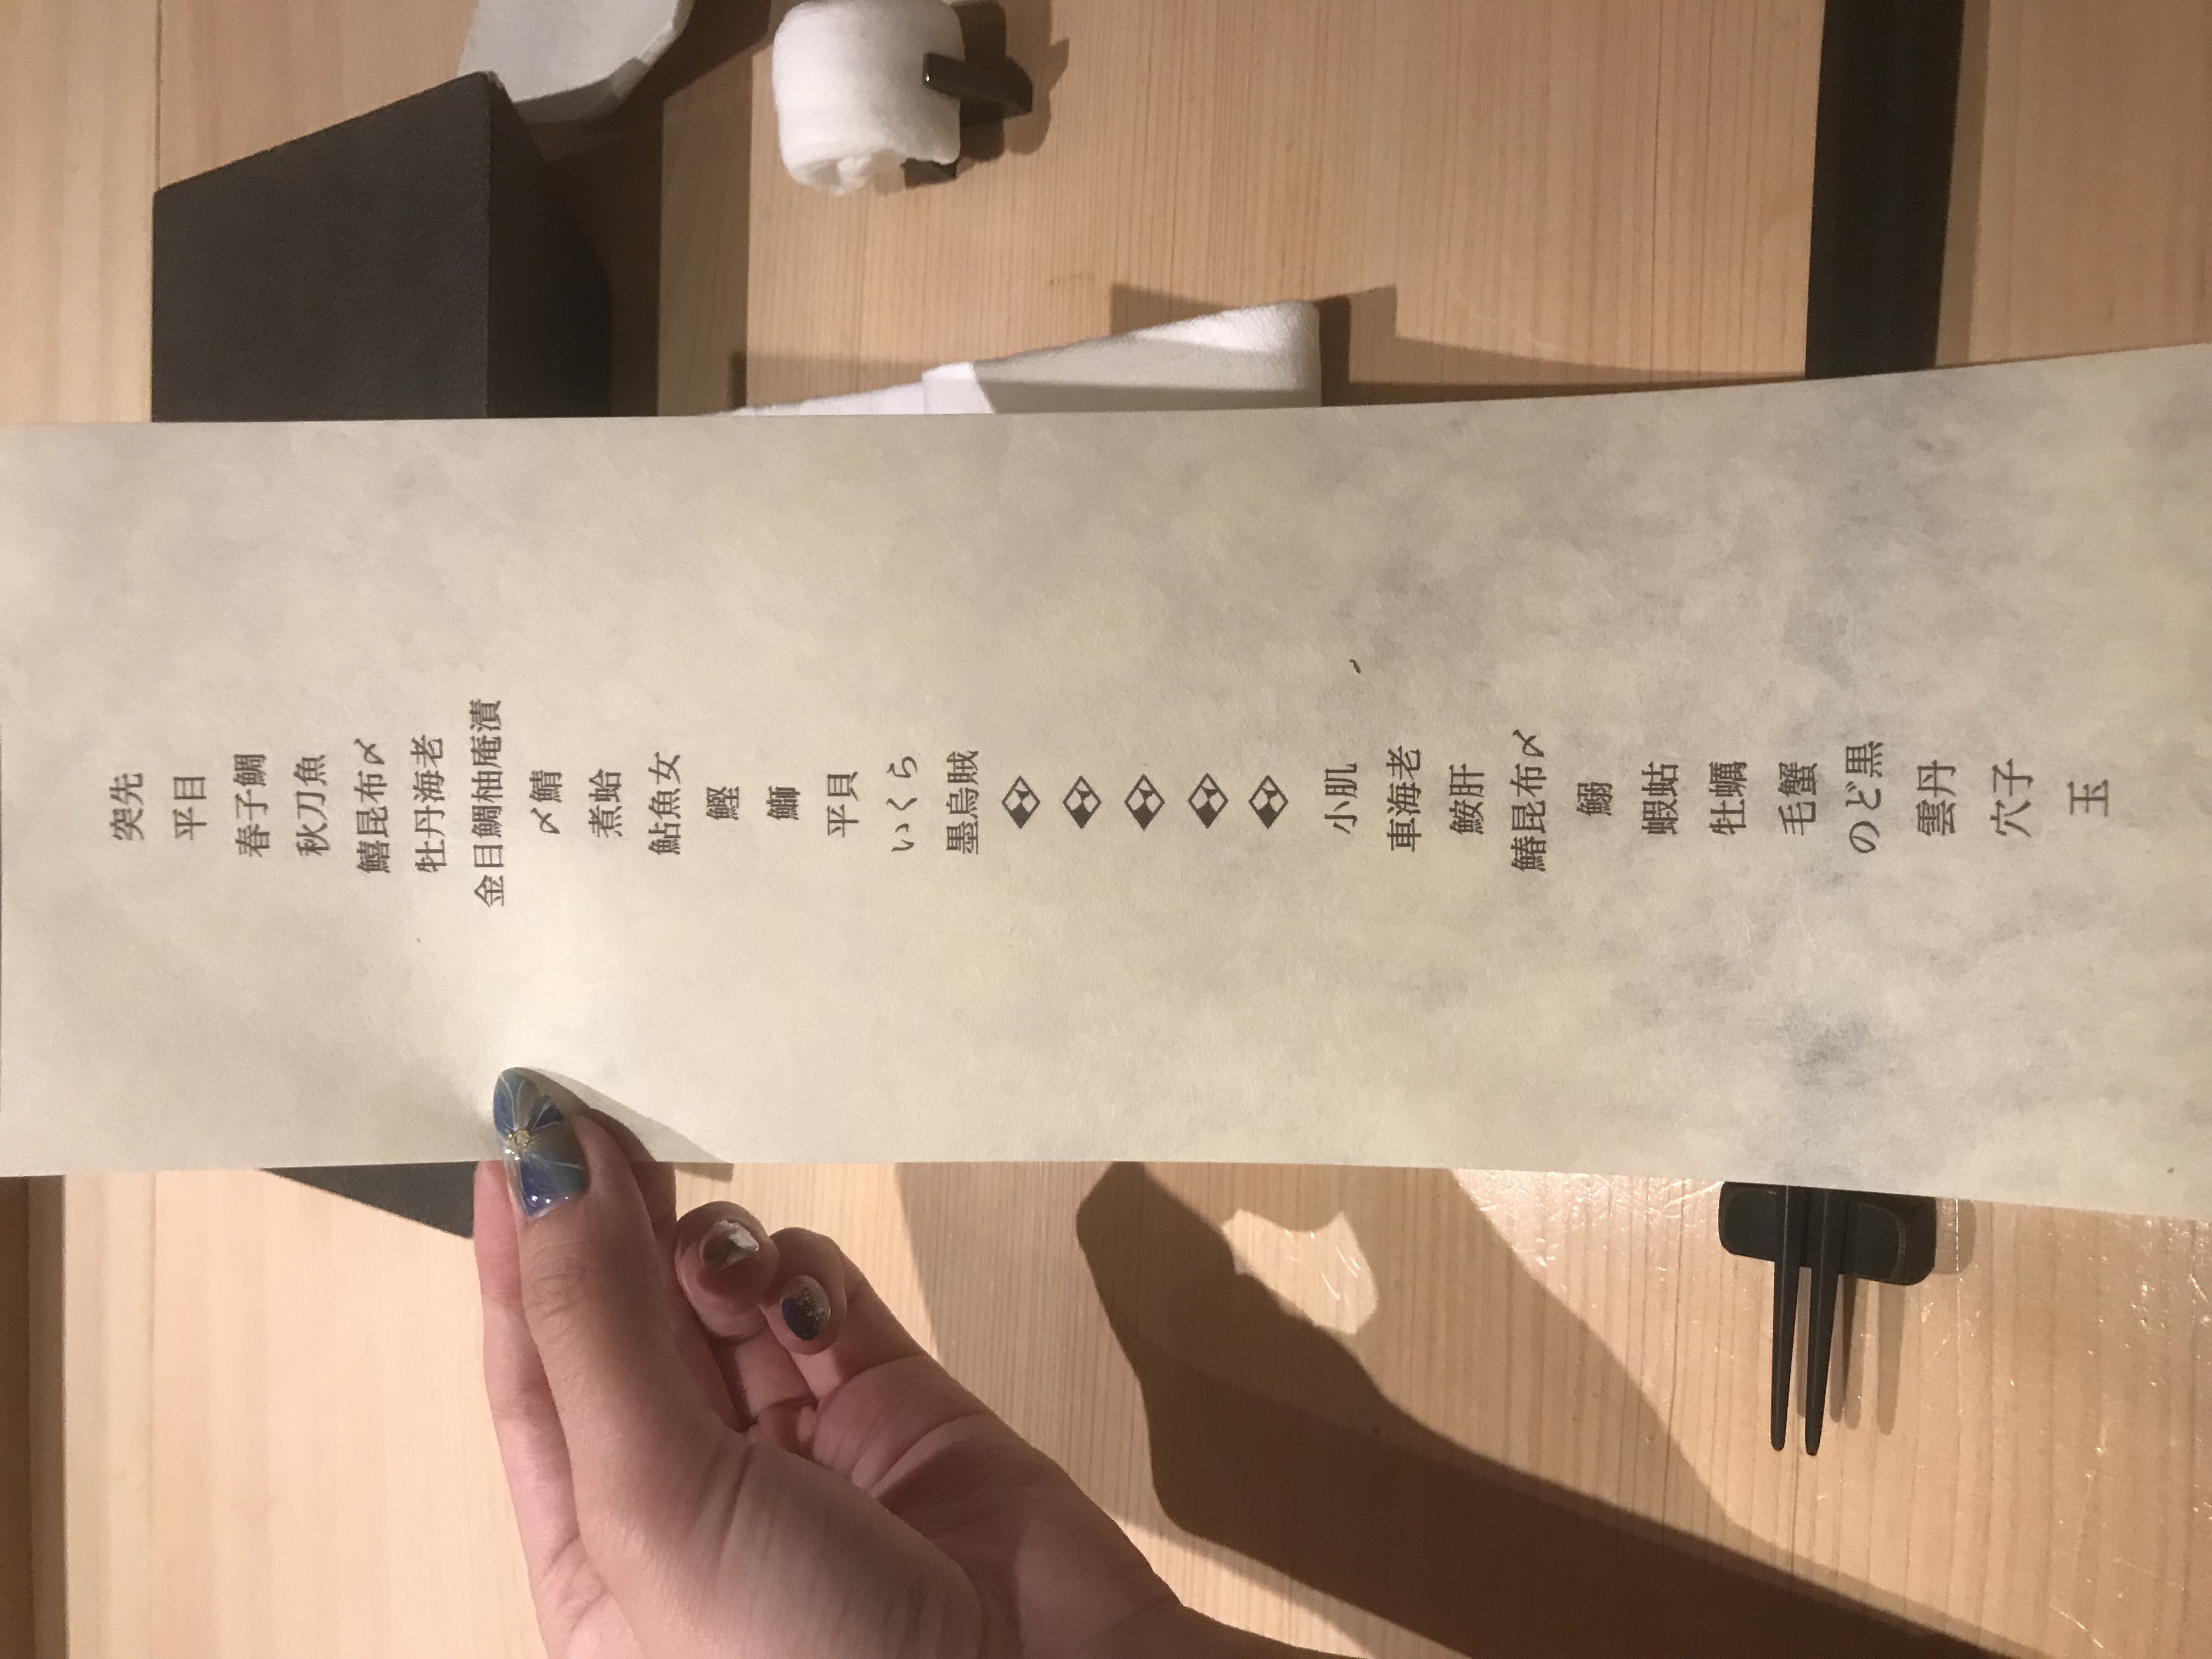 突先
平目
春子鯛
秋刀魚
鱚昆布〆
牡丹海老
金目鯛柚庵漬
〆鯖
煮蛤
鮎魚女
鰹
鰤
平貝
いくら
墨烏賊
小肌
車海老
鮟肝
鰆昆布〆
鰯
蝦蛄
牡蠣
毛蟹
のど黒
雲丹
穴子
玉